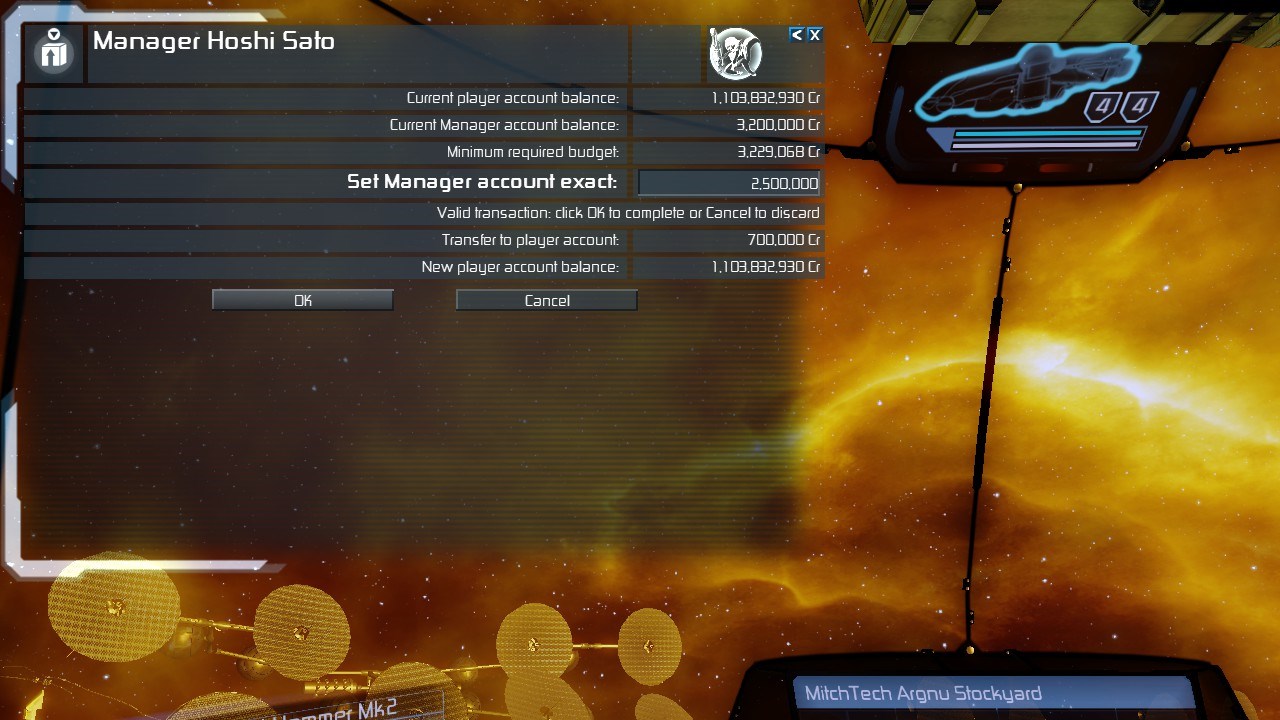 Manager Hoshi Sato
< X
Current player account balance: 1,103,832,930 Cr
4 4
Current Manager account balance: 3,200,000 Cr
Minimum required budget: 3,229,068 Cr
Set Manager account exact: 2,500,000
Valid transaction: click OK to complete or Cancel to discard
Transfer to player account: 700,000 Cr
New player account balance: 1,103,832,930 Cr
OK Cancel
MitchTech Argnu Stockyard
Hammer Mk2